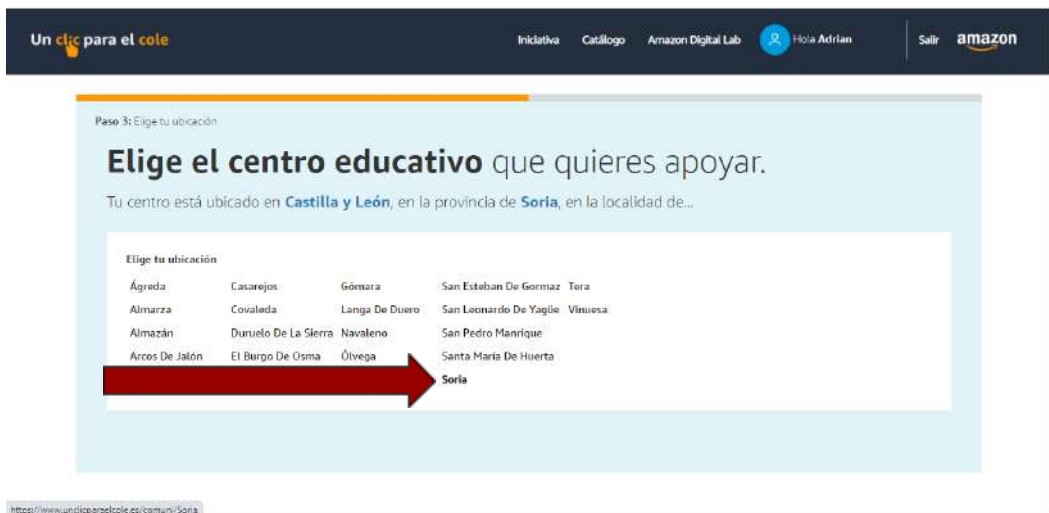 Un clic para el cole
Iniciativa Catálogo Amazon Digital Lab Hola Adrian Salir amazon
Paso 3: Elige tu ubicación
Elige el centro educativo que quieres apoyar.
Tu centro está ubicado en Castilla y León, en la provincia de Soria, en la localidad de...
Elige tu ubicación
Ágreda Casarejos Gómara San Esteban De Gormaz Tera
Almarza Covaleda Langa De Duero San Leonardo De Yagüe Vinuesa
Almazán Duruelo De La Sierra Navaleno San Pedro Manrique
Arcos De Jalón El Burgo De Osma Ólvega Santa María De Huerta
Soria
https://www.unclicparaelcole.es/comuni/Soria